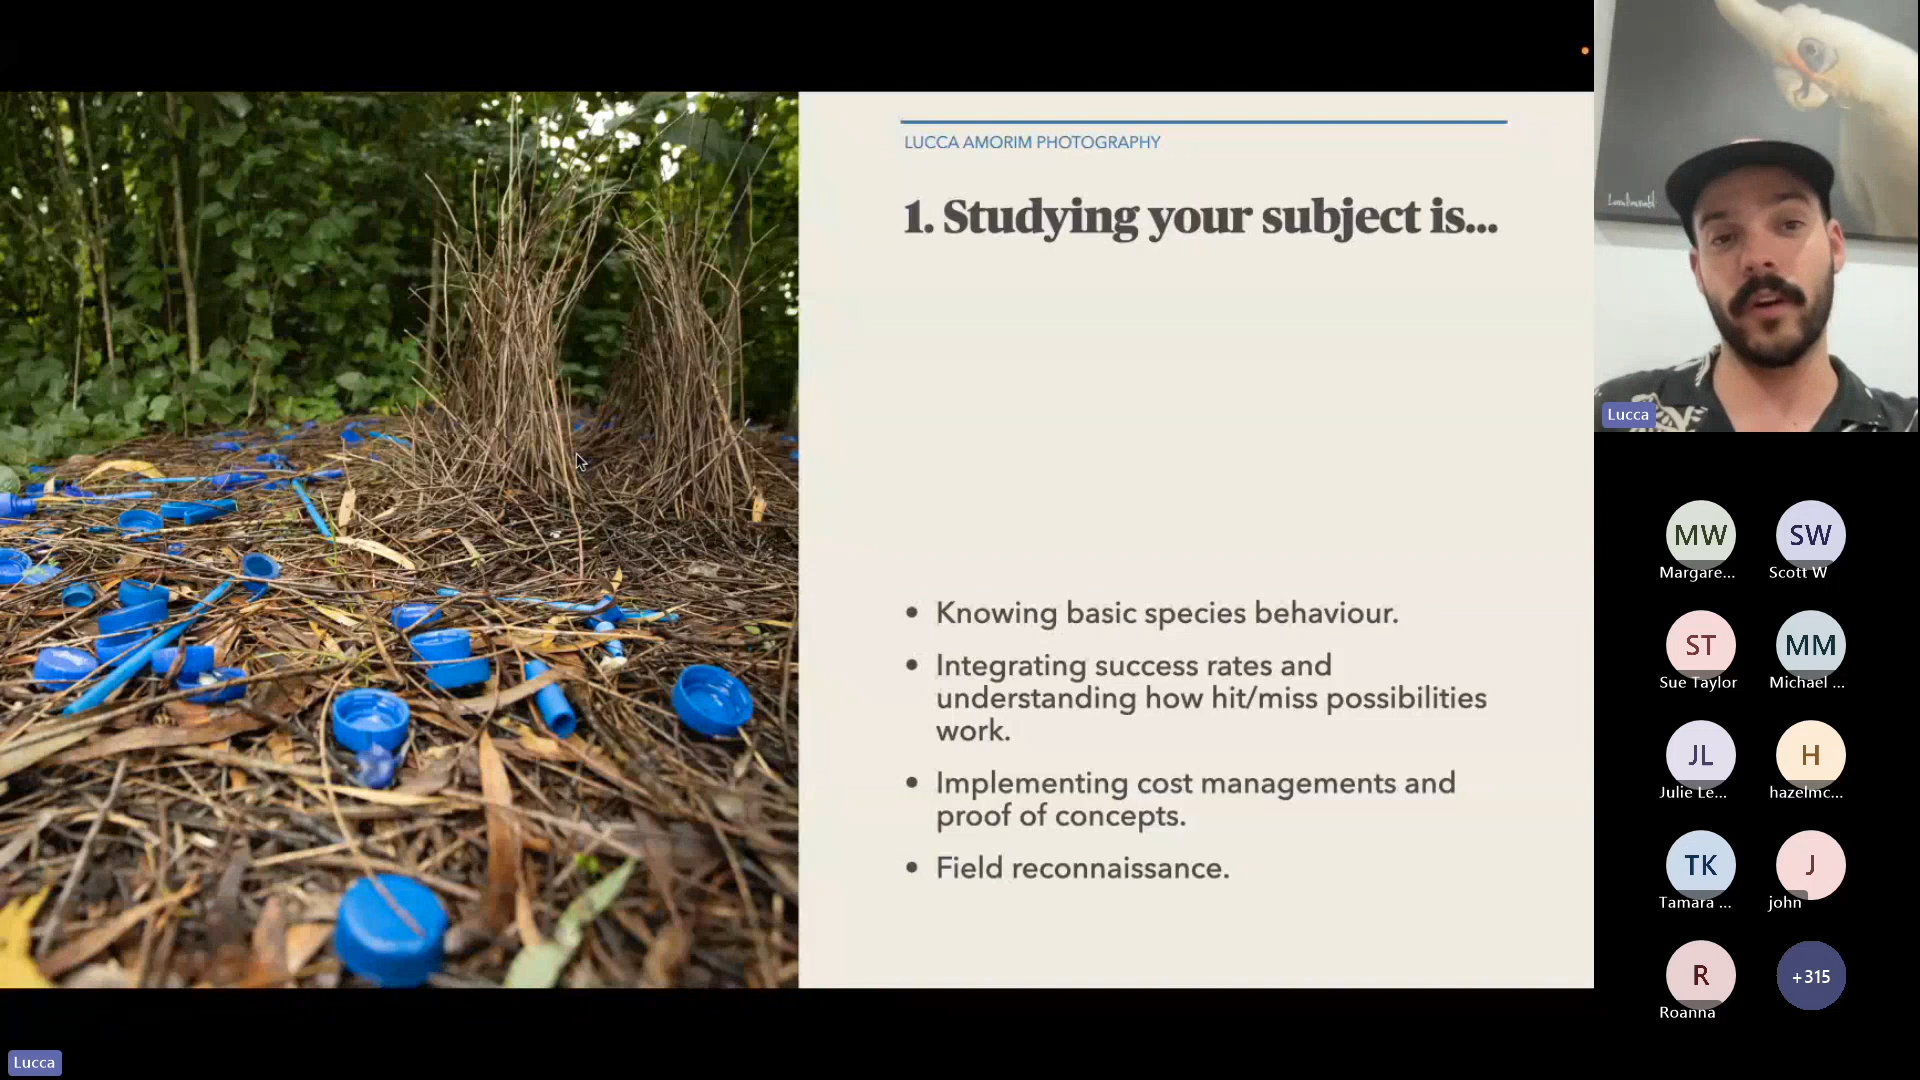 LUCCA AMORIM PHOTOGRAPHY
1. Studying your subject is...
• Knowing basic species behaviour.
• Integrating success rates and
understanding how hit/miss possibilities
work.
• Implementing cost managements and
proof of concepts.
• Field reconnaissance.
Lucca
MW
Margare...
SW
Scott W
ST
Sue Taylor
MM
Michael ...
JL
Julie Le...
H
hazelmc...
TK
Tamara ...
J
john
R
Roanna
+315
Lucca